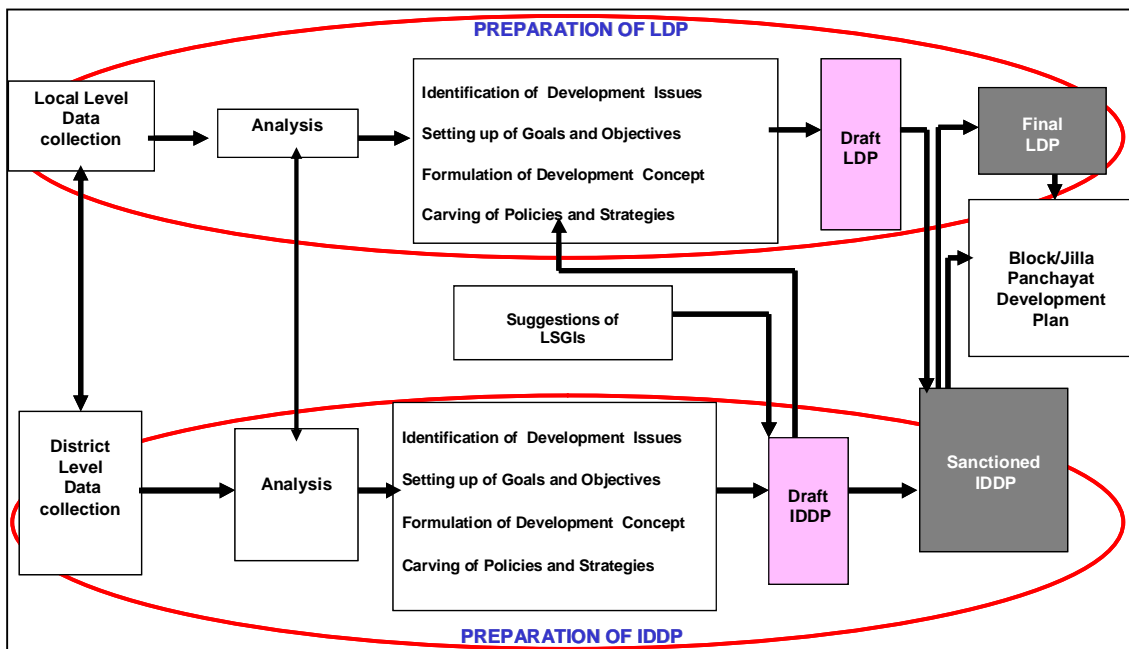 PREPARATION OF LDP
Local Level
Data
collection
Analysis
Identification of Development Issues
Setting up of Goals and Objectives
Formulation of Development Concept
Carving of Policies and Strategies
Draft
LDP
Final
LDP
Block/Jilla
Panchayat
Development
Plan
Suggestions of
LSGIs
District
Level
Data
collection
Analysis
Identification of Development Issues
Setting up of Goals and Objectives
Formulation of Development Concept
Carving of Policies and Strategies
Draft
IDDP
Sanctioned
IDDP
PREPARATION OF IDDP